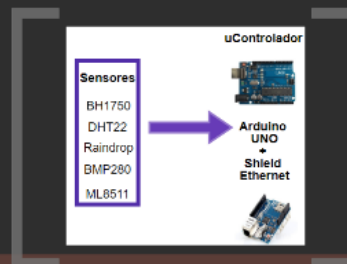 uControlador
Sensores
BH1750
DHT22
Raindrop
BMP280
ML8511
Arduino
UNO
+
Shield
Ethernet